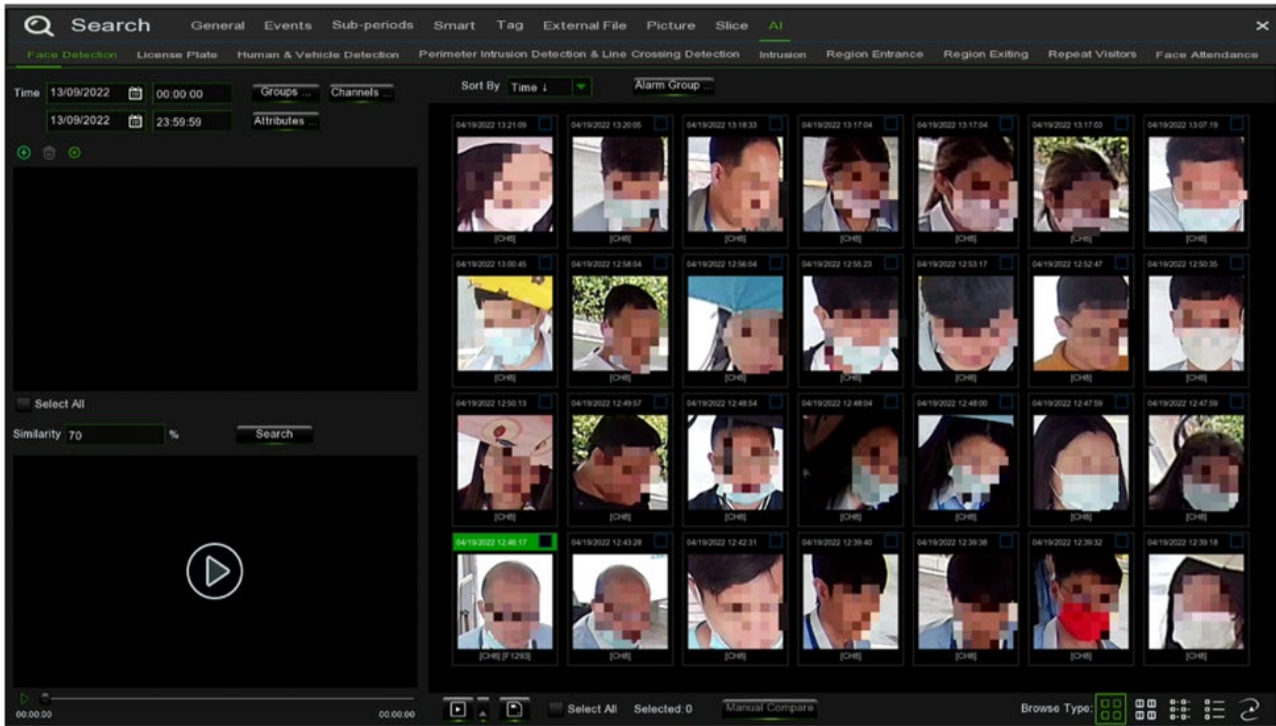 Search General Events Sub-periods Smart Tag External File Picture Slice AI
Face Detection License Plate Human & Vehicle Detection Perimeter Intrusion Detection & Line Crossing Detection Intrusion Region Entrance Region Exiting Repeat Visitors Face Attendance
Time 13/09/2022 00:00:00 Groups ... Channels ...
13/09/2022 23:59:59 Attributes ...
Select All
Similarity 70 % Search
00:00:00 00:00:00
Sort By Time ↓ Alarm Group ...
04/19/2022 13:21:09 04/19/2022 13:20:05 04/19/2022 13:18:33 04/19/2022 13:17:04 04/19/2022 13:17:04 04/19/2022 13:17:03 04/19/2022 13:07:19
[CH8] [CH8] [CH8] [CH8] [CH8] [CH8] [CH8]
04/19/2022 13:00:45 04/19/2022 12:58:04 04/19/2022 12:56:04 04/19/2022 12:55:23 04/19/2022 12:53:17 04/19/2022 12:52:47 04/19/2022 12:50:35
[CH8] [CH8] [CH8] [CH8] [CH8] [CH8] [CH8]
04/19/2022 12:50:13 04/19/2022 12:49:57 04/19/2022 12:48:54 04/19/2022 12:48:04 04/19/2022 12:48:00 04/19/2022 12:47:59 04/19/2022 12:47:59
[CH8] [CH8] [CH8] [CH8] [CH8] [CH8] [CH8]
04/19/2022 12:46:17 04/19/2022 12:43:28 04/19/2022 12:42:31 04/19/2022 12:39:40 04/19/2022 12:39:38 04/19/2022 12:39:32 04/19/2022 12:39:18
[CH8] [F1293] [CH8] [CH8] [CH8] [CH8] [CH8] [CH8]
Select All Selected: 0 Manual Compare Browse Type: